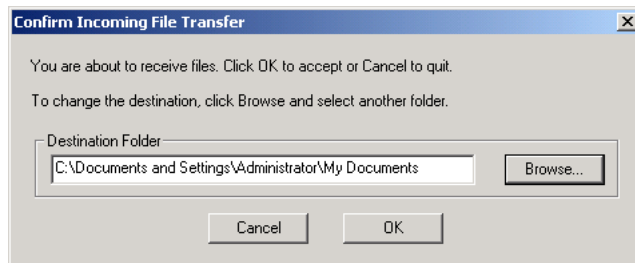 Confirm Incoming File Transfer
You are about to receive files. Click OK to accept or Cancel to quit.
To change the destination, click Browse and select another folder.
Destination Folder
C:\Documents and Settings\Administrator\My Documents
Browse...
Cancel
OK